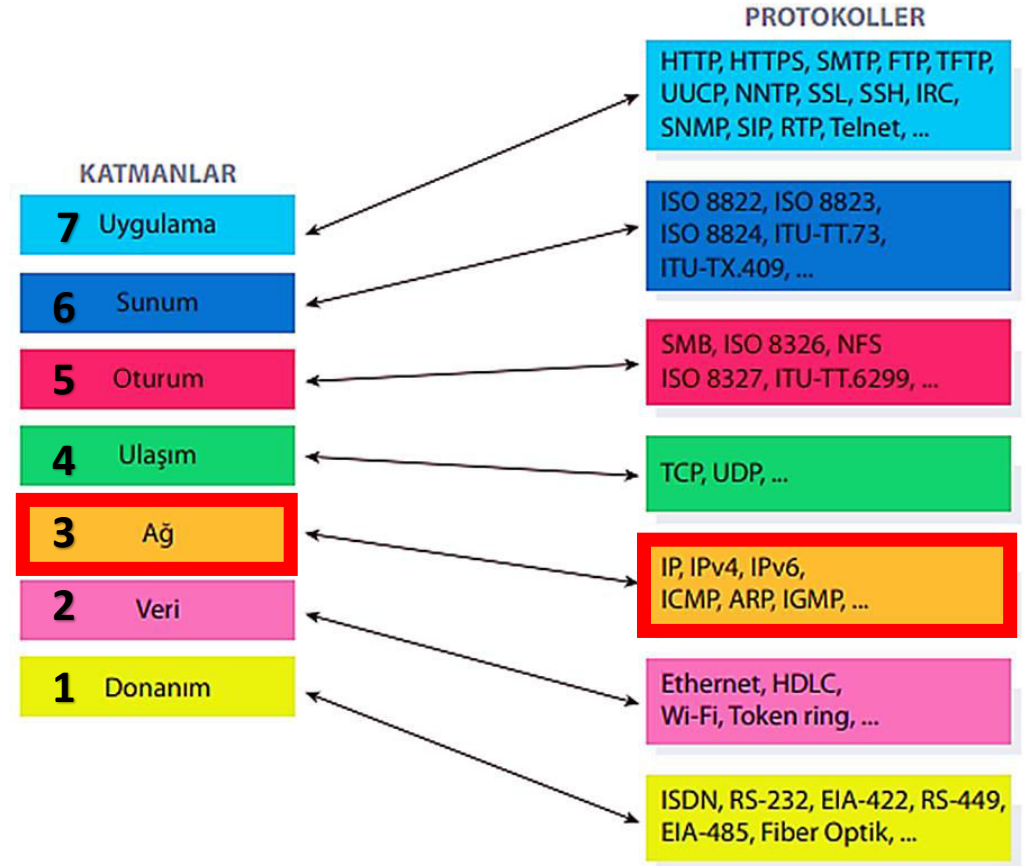 PROTOKOLLER
HTTP, HTTPS, SMTP, FTP, TFTP,
UUCP, NNTP, SSL, SSH, IRC,
SNMP, SIP, RTP, Telnet, ...
KATMANLAR
7 Uygulama
ISO 8822, ISO 8823,
ISO 8824, ITU-TT.73,
ITU-TX.409, ...
6 Sunum
SMB, ISO 8326, NFS
ISO 8327, ITU-TT.6299, ...
5 Oturum
4 Ulaşım
TCP, UDP, ...
3 Ağ
IP, IPv4, IPv6,
ICMP, ARP, IGMP, ...
2 Veri
Ethernet, HDLC,
Wi-Fi, Token ring, ...
1 Donanım
ISDN, RS-232, EIA-422, RS-449,
EIA-485, Fiber Optik, ...